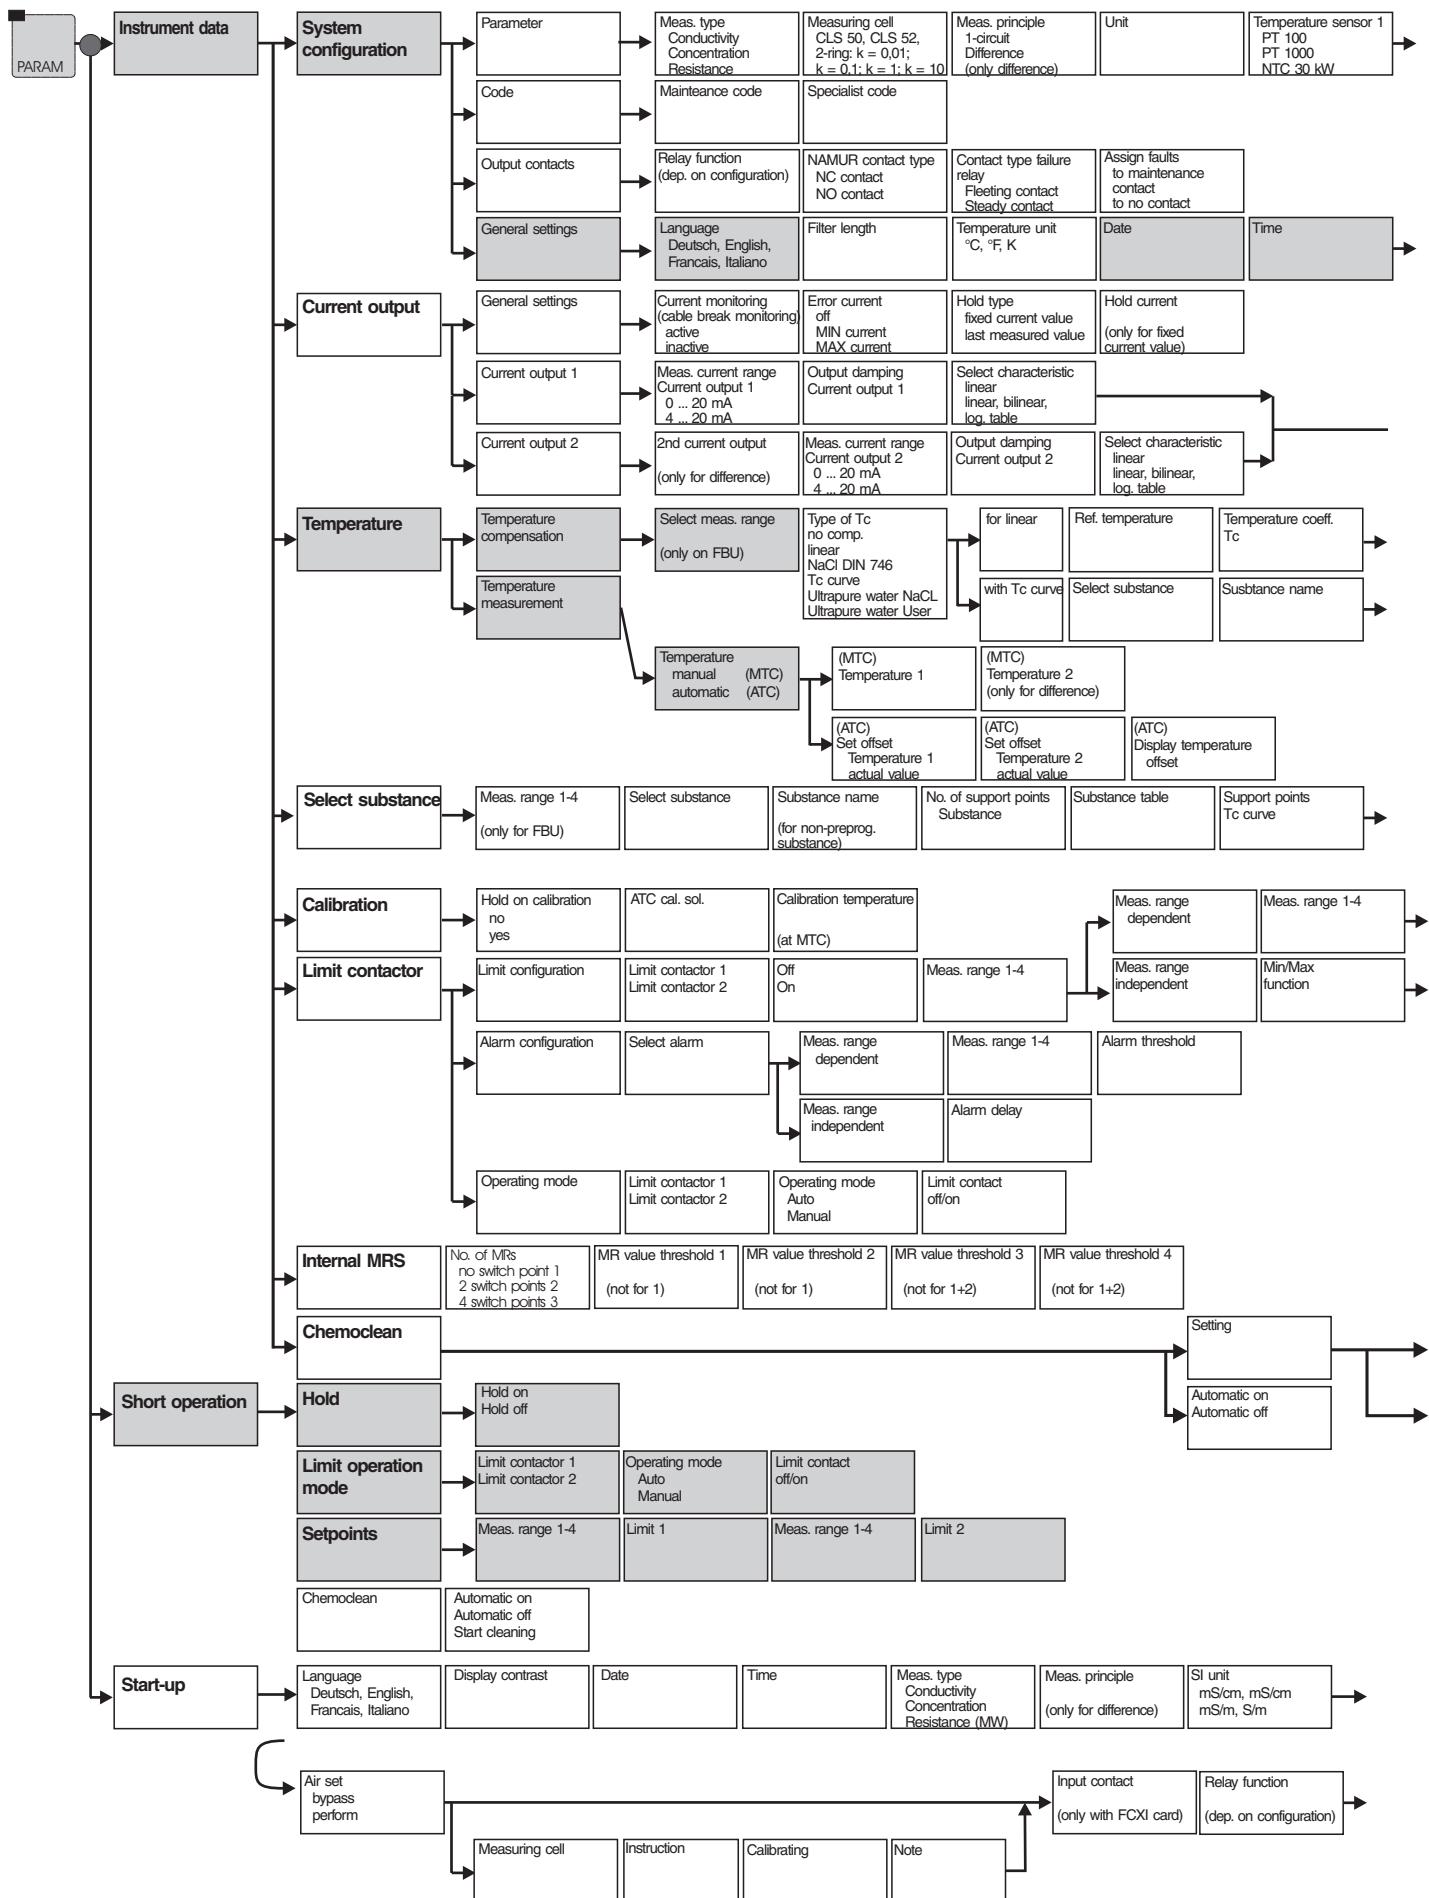 PARAM
Instrument data
System
configuration
Parameter
Meas. type
Conductivity
Concentration
Resistance
Measuring cell
CLS 50, CLS 52,
2-ring: k = 0,01;
k = 0,1; k = 1; k = 10
Meas. principle
1-circuit
Difference
(only difference)
Unit
Temperature sensor 1
PT 100
PT 1000
NTC 30 kW
Code
Mainteance code
Specialist code
Output contacts
Relay function
(dep. on configuration)
NAMUR contact type
NC contact
NO contact
Contact type failure
relay
Fleeting contact
Steady contact
Assign faults
to maintenance
contact
to no contact
General settings
Language
Deutsch, English,
Francais, Italiano
Filter length
Temperature unit
°C, °F, K
Date
Time
Current output
General settings
Current monitoring
(cable break monitoring)
active
inactive
Error current
off
MIN current
MAX current
Hold type
fixed current value
last measured value
Hold current
(only for fixed
current value)
Current output 1
Meas. current range
Current output 1
0 ... 20 mA
4 ... 20 mA
Output damping
Current output 1
Select characteristic
linear
linear, bilinear,
log. table
Current output 2
2nd current output
(only for difference)
Meas. current range
Current output 2
0 ... 20 mA
4 ... 20 mA
Output damping
Current output 2
Select characteristic
linear
linear, bilinear,
log. table
Temperature
Temperature
compensation
Select meas. range
(only on FBU)
Type of Tc
no comp.
linear
NaCl DIN 746
Tc curve
Ultrapure water NaCL
Ultrapure water User
for linear
Ref. temperature
Temperature coeff.
Tc
with Tc curve
Select substance
Susbtance name
Temperature
measurement
Temperature
manual (MTC)
automatic (ATC)
(MTC)
Temperature 1
(MTC)
Temperature 2
(only for difference)
(ATC)
Set offset
Temperature 1
actual value
(ATC)
Set offset
Temperature 2
actual value
(ATC)
Display temperature
offset
Select substance
Meas. range 1-4
(only for FBU)
Select substance
Substance name
(for non-preprog.
substance)
No. of support points
Substance
Substance table
Support points
Tc curve
Calibration
Hold on calibration
no
yes
ATC cal. sol.
Calibration temperature
(at MTC)
Meas. range
dependent
Meas. range 1-4
Limit contactor
Limit configuration
Limit contactor 1
Limit contactor 2
Off
On
Meas. range 1-4
Meas. range
independent
Min/Max
function
Alarm configuration
Select alarm
Meas. range
dependent
Meas. range 1-4
Alarm threshold
Meas. range
independent
Alarm delay
Operating mode
Limit contactor 1
Limit contactor 2
Operating mode
Auto
Manual
Limit contact
off/on
Internal MRS
No. of MRs
no switch point 1
2 switch points 2
4 switch points 3
MR value threshold 1
(not for 1)
MR value threshold 2
(not for 1)
MR value threshold 3
(not for 1+2)
MR value threshold 4
(not for 1+2)
Chemoclean
Setting
Automatic on
Automatic off
Short operation
Hold
Hold on
Hold off
Limit operation
mode
Limit contactor 1
Limit contactor 2
Operating mode
Auto
Manual
Limit contact
off/on
Setpoints
Meas. range 1-4
Limit 1
Meas. range 1-4
Limit 2
Chemoclean
Automatic on
Automatic off
Start cleaning
Start-up
Language
Deutsch, English,
Francais, Italiano
Display contrast
Date
Time
Meas. type
Conductivity
Concentration
Resistance (MW)
Meas. principle
(only for difference)
SI unit
mS/cm, mS/cm
mS/m, S/m
Air set
bypass
perform
Input contact
(only with FCXI card)
Relay function
(dep. on configuration)
Measuring cell
Instruction
Calibrating
Note